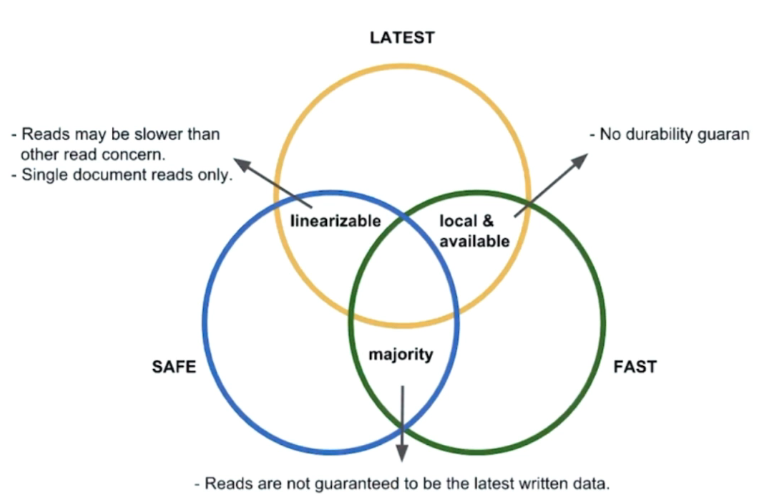 LATEST
- Reads may be slower than
other read concern.
- Single document reads only.
- No durability guaran
linearizable
local &
available
majority
SAFE
FAST
- Reads are not guaranteed to be the latest written data.